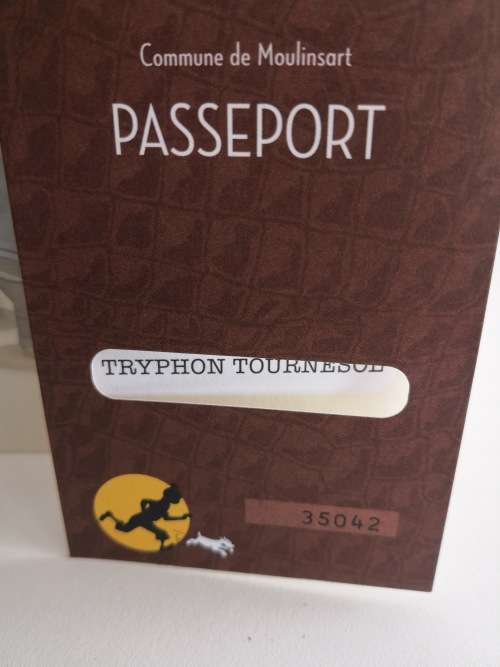 Commune de Moulinsart
PASSEPORT
TRYPHON TOURNESOL
35042